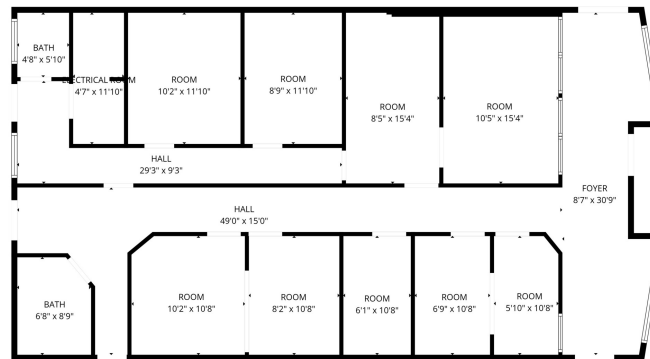 BATH
4'8" x 5'10"
ELECTRICAL ROOM
4'7" x 11'10"
ROOM
10'2" x 11'10"
ROOM
8'9" x 11'10"
ROOM
8'5" x 15'4"
ROOM
10'5" x 15'4"
HALL
29'3" x 9'3"
HALL
49'0" x 15'0"
FOYER
8'7" x 30'9"
BATH
6'8" x 8'9"
ROOM
10'2" x 10'8"
ROOM
8'2" x 10'8"
ROOM
6'1" x 10'8"
ROOM
6'9" x 10'8"
ROOM
5'10" x 10'8"